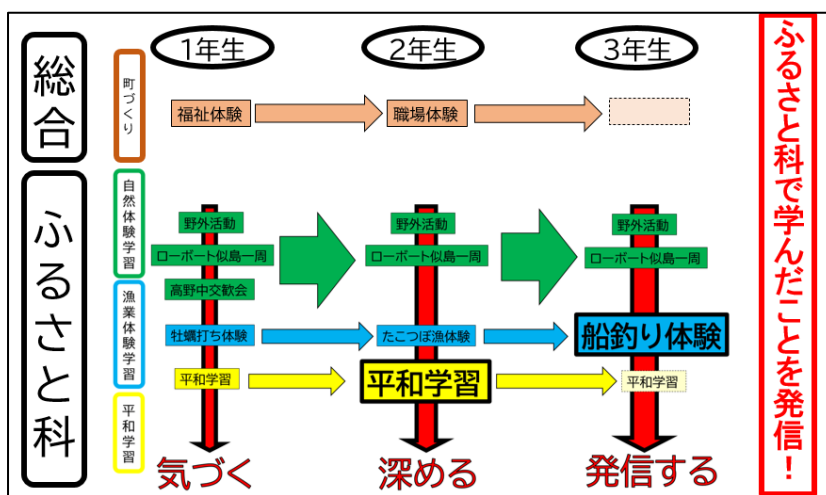 1年生
2年生
3年生
総合
町づくり
福祉体験
職場体験
ふるさと科
自然体験学習
野外活動
野外活動
野外活動
ローボート似島一周
ローボート似島一周
ローボート似島一周
高野中交歓会
漁業体験学習
牡蠣打ち体験
たこつぼ漁体験
船釣り体験
平和学習
平和学習
平和学習
平和学習
気づく
深める
発信する
ふるさと科で学んだことを発信!